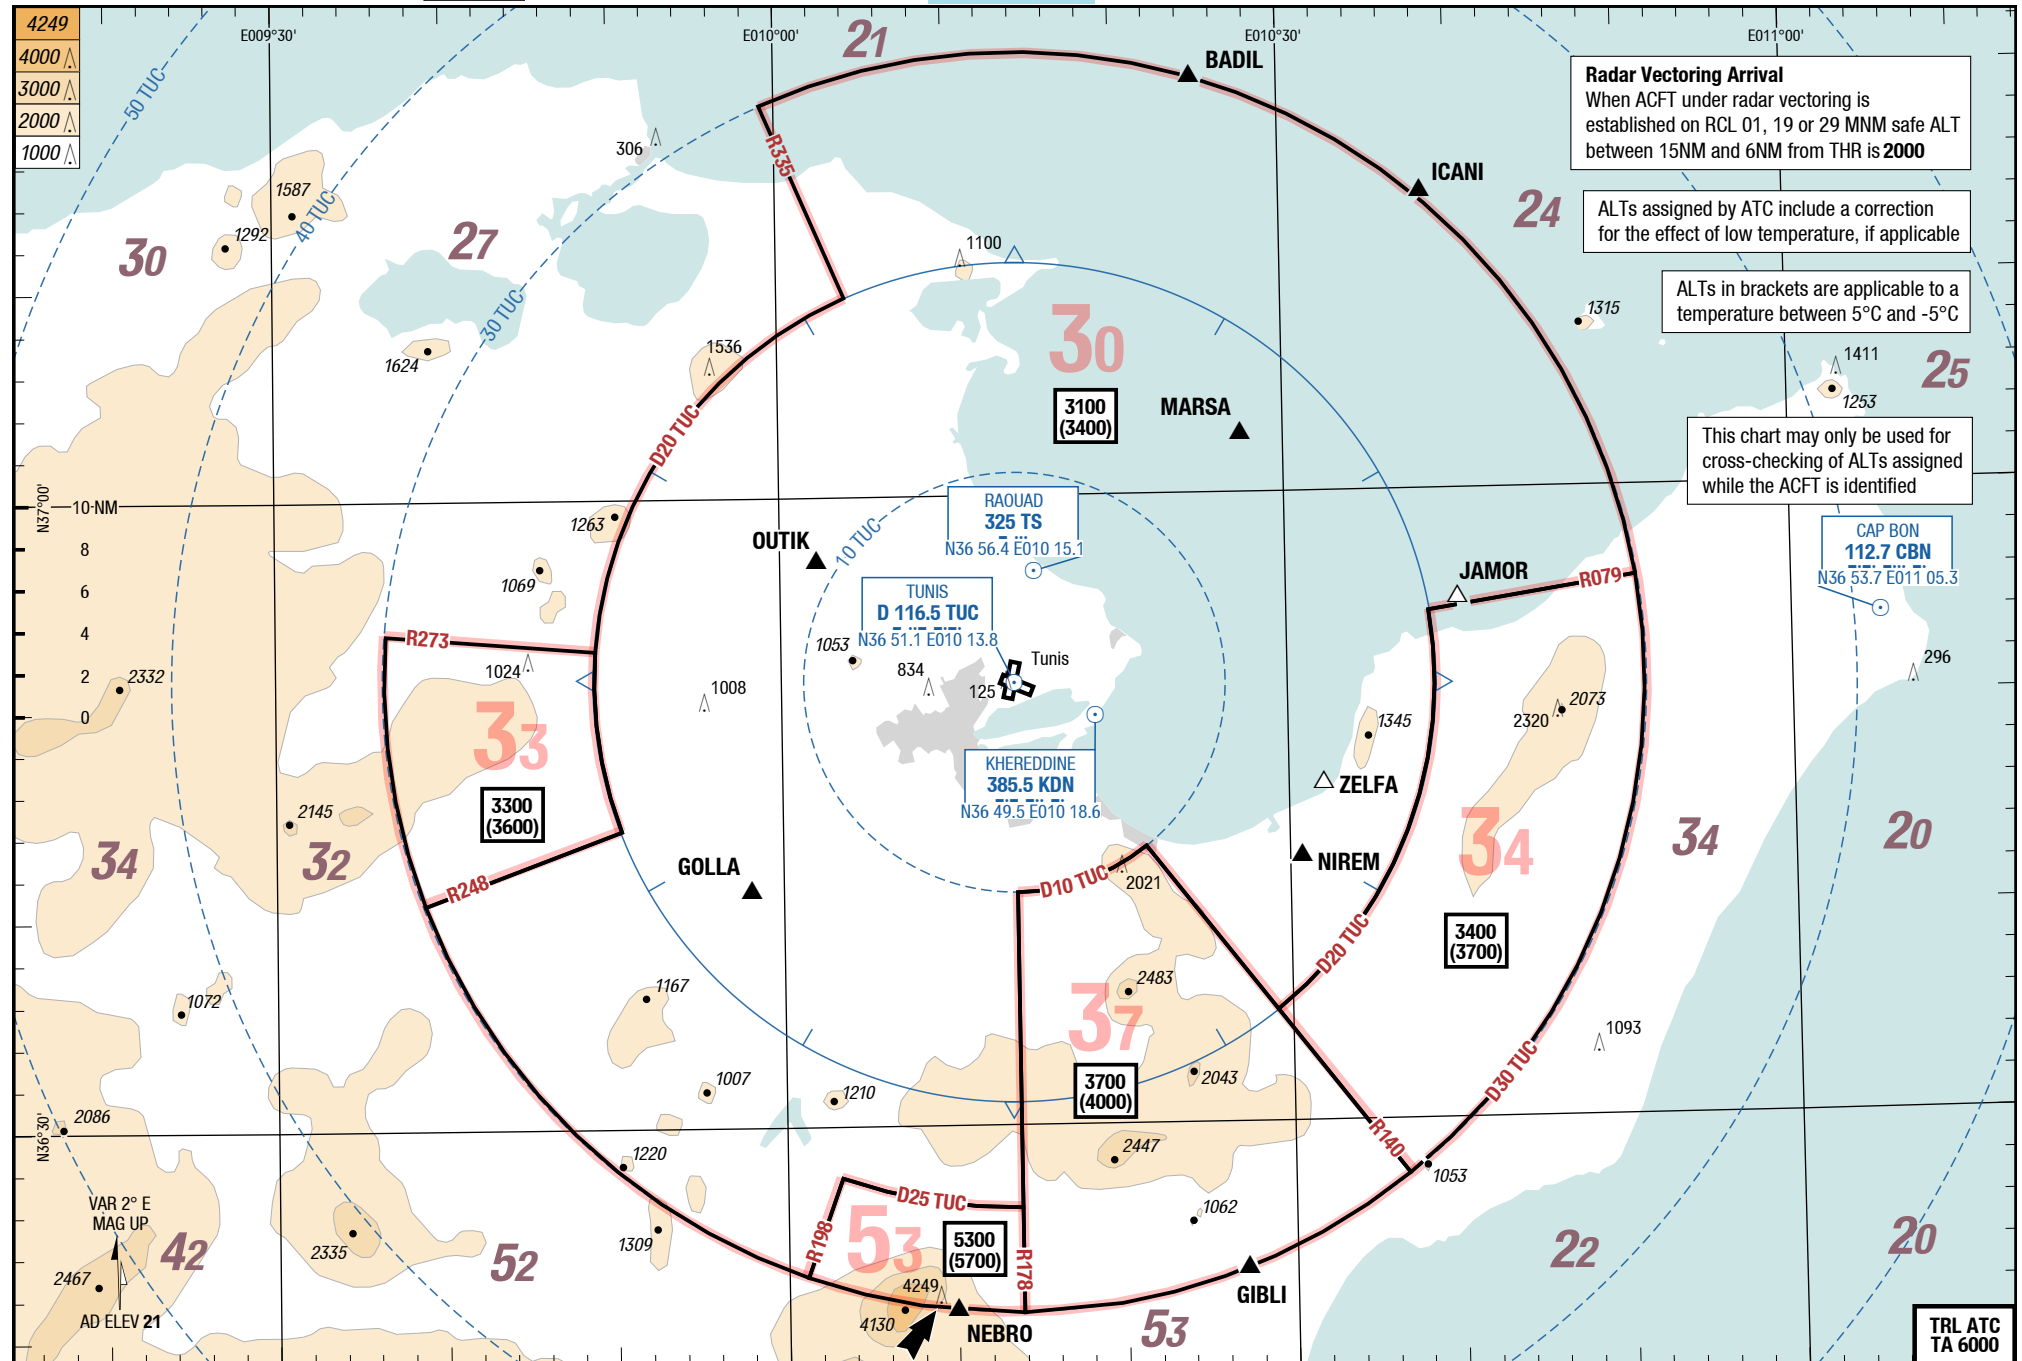 4249
4000
3000
2000
1000
E009°30'
E010°00'
E010°30'
E011°00'
21
BADIL
Radar Vectoring Arrival
When ACFT under radar vectoring is
established on RCL 01, 19 or 29 MNM safe ALT
between 15NM and 6NM from THR is 2000
50 TUC
306
R335
ICANI
1587
40 TUC
24
ALTs assigned by ATC include a correction
for the effect of low temperature, if applicable
1292
30
27
1100
ALTs in brackets are applicable to a
temperature between 5°C and -5°C
30 TUC
1315
30
1624
1536
1411
25
1253
3100
(3400)
MARSA
D20 TUC
This chart may only be used for
cross-checking of ALTs assigned
while the ACFT is identified
N37°00'
10 NM
8
6
4
2
0
RAOUAD
325 TS
N36 56.4 E010 15.1
1263
OUTIK
10 TUC
CAP BON
112.7 CBN
N36 53.7 E011 05.3
1069
JAMOR
R079
TUNIS
D 116.5 TUC
N36 51.1 E010 13.8
R273
1053
Tunis
1024
834
125
296
2332
1008
2073
2320
1345
33
KHEREDDINE
385.5 KDN
N36 49.5 E010 18.6
ZELFA
3300
(3600)
2145
34
32
34
34
20
GOLLA
NIREM
R248
D10 TUC
2021
3400
(3700)
D20 TUC
2483
1167
1072
37
1093
D30 TUC
1007
1210
3700
(4000)
2043
2086
N36°30'
R140
2447
1220
1053
VAR 2° E
MAG UP
D25 TUC
1062
R198
53
5300
(5700)
R178
42
2335
52
1309
22
20
2467
4249
GIBLI
AD ELEV 21
4130
NEBRO
53
TRL ATC
TA 6000